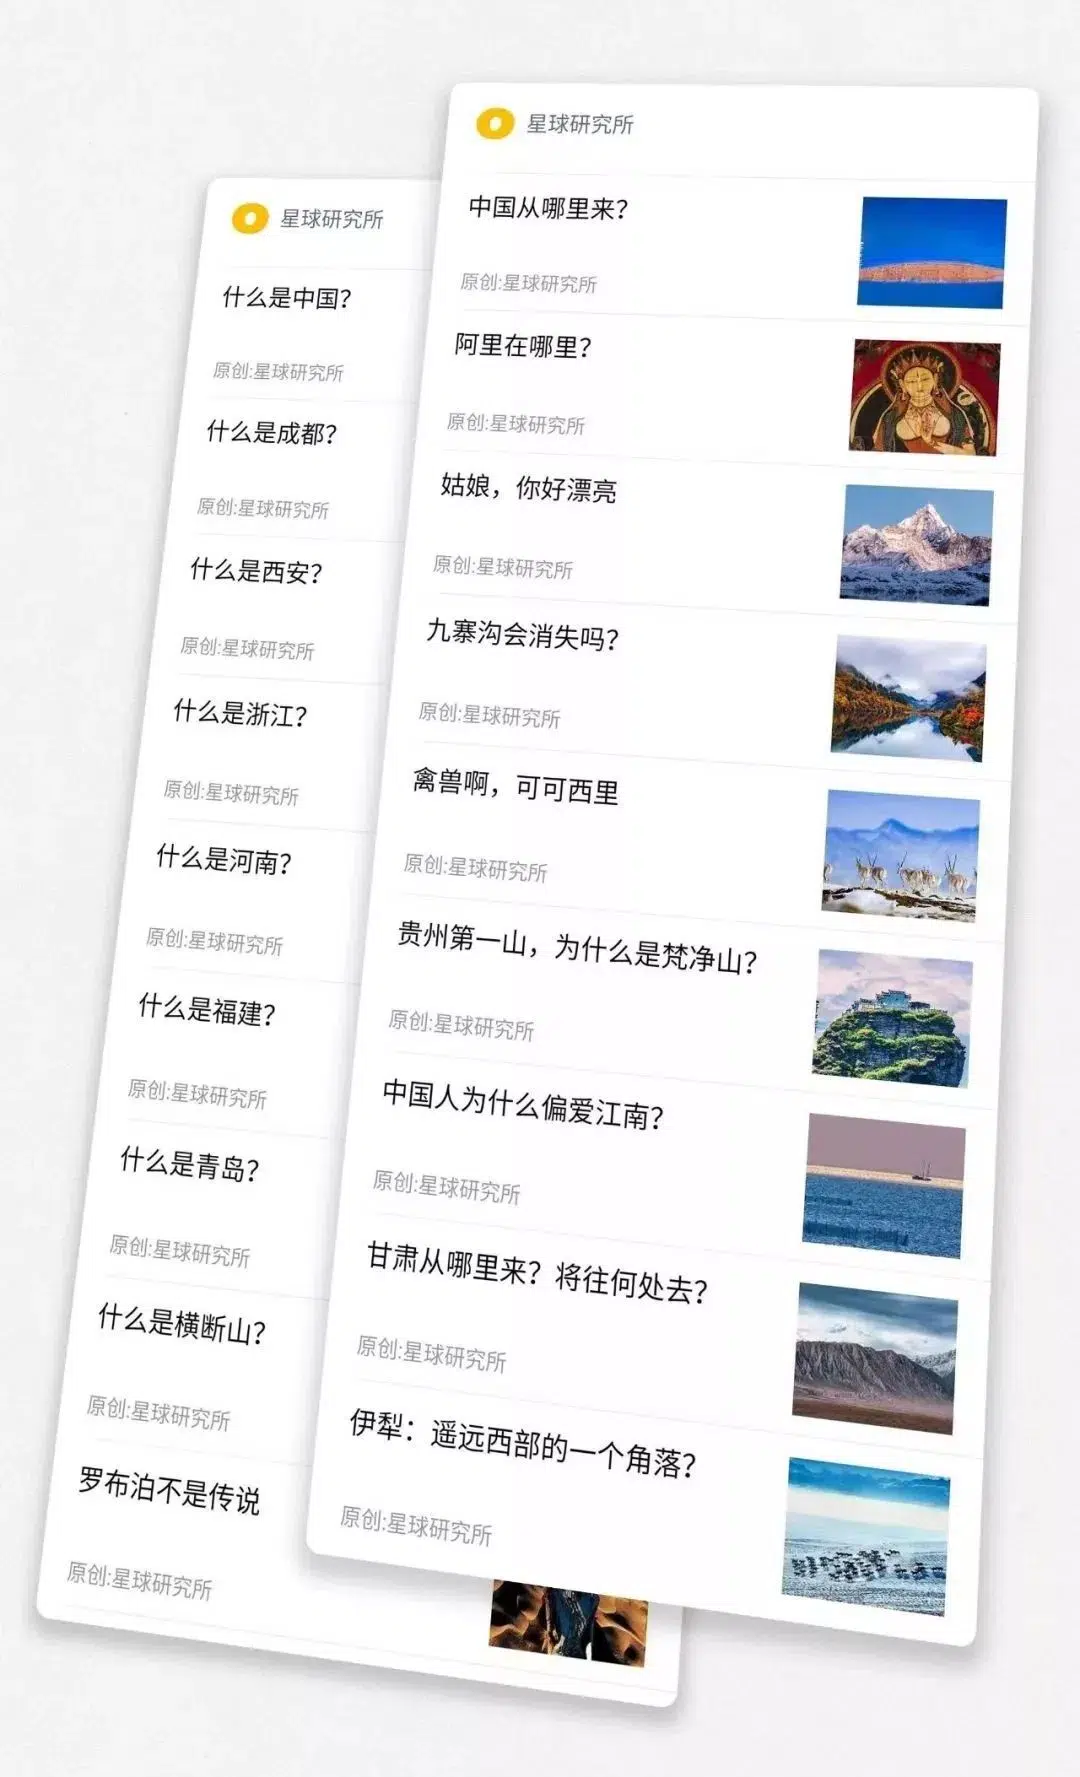 星球研究所
什么是中国？
原创:星球研究所
什么是成都？
原创:星球研究所
什么是西安？
原创:星球研究所
什么是浙江？
原创:星球研究所
什么是河南？
原创:星球研究所
什么是福建？
原创:星球研究所
什么是青岛？
原创:星球研究所
什么是横断山？
原创:星球研究所
罗布泊不是传说
原创:星球研究所
星球研究所
中国从哪里来？
原创:星球研究所
阿里在哪里？
原创:星球研究所
姑娘，你好漂亮
原创:星球研究所
九寨沟会消失吗？
原创:星球研究所
禽兽啊，可可西里
原创:星球研究所
贵州第一山，为什么是梵净山？
原创:星球研究所
中国人为什么偏爱江南？
原创:星球研究所
甘肃从哪里来？将往何处去？
原创:星球研究所
伊犁：遥远西部的一个角落？
原创:星球研究所